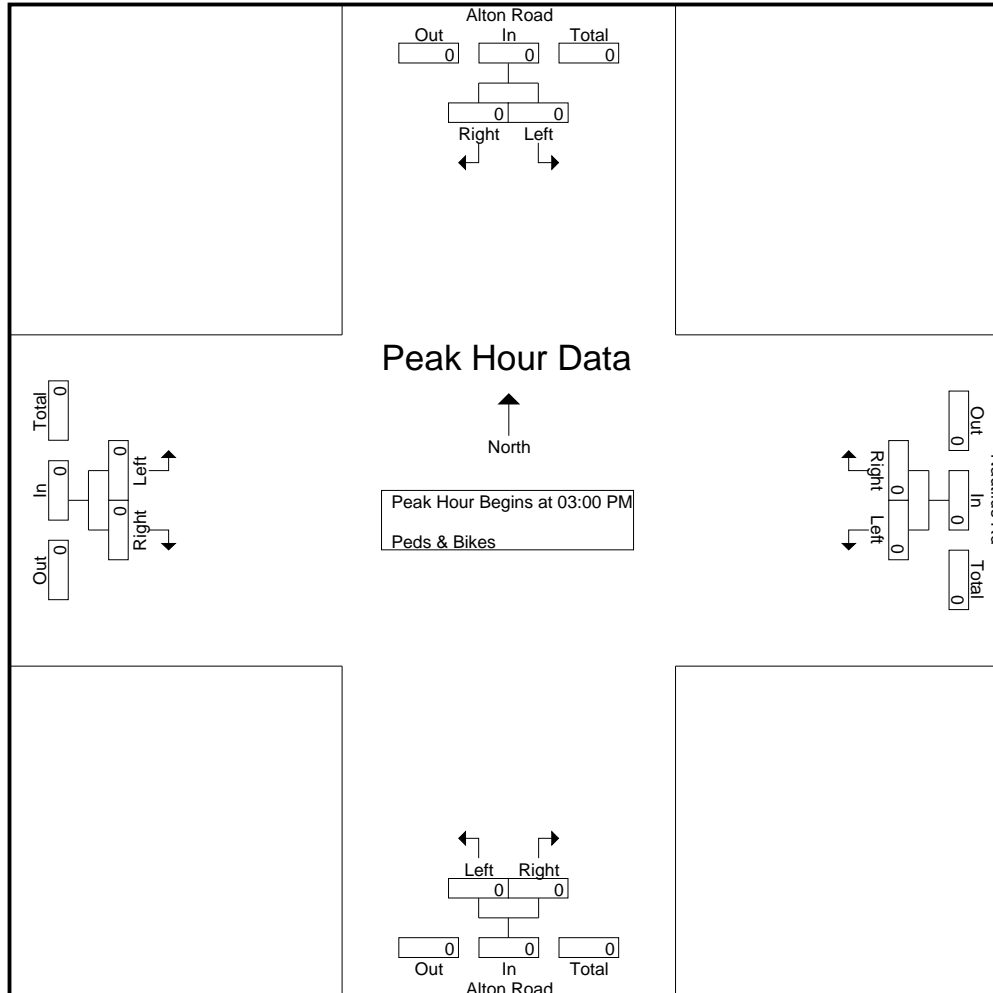 Alton Road
Out In Total
0 0 0
0 0
Right Left
Peak Hour Data
North
Peak Hour Begins at 03:00 PM
Peds & Bikes
Total In Out
0 0 0
0 0
Left Right
Right Left
0 0
0 0 0
Out In Total
Left Right
0 0
0 0 0
Out In Total
Alton Road